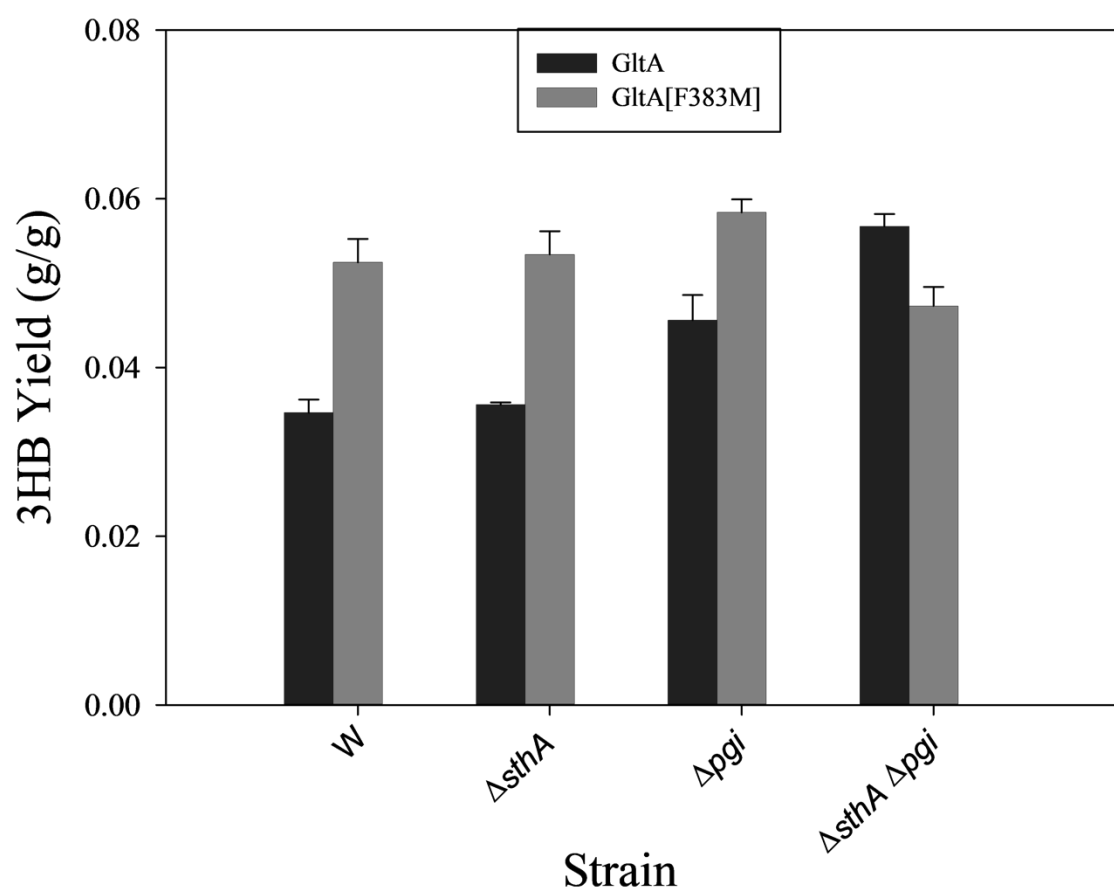 0.08
GltA
GltA[F383M]
0.06
3HB Yield (g/g)
0.04
0.02
0.00
W
ΔsthA
Δpgi
ΔsthA Δpgi
Strain